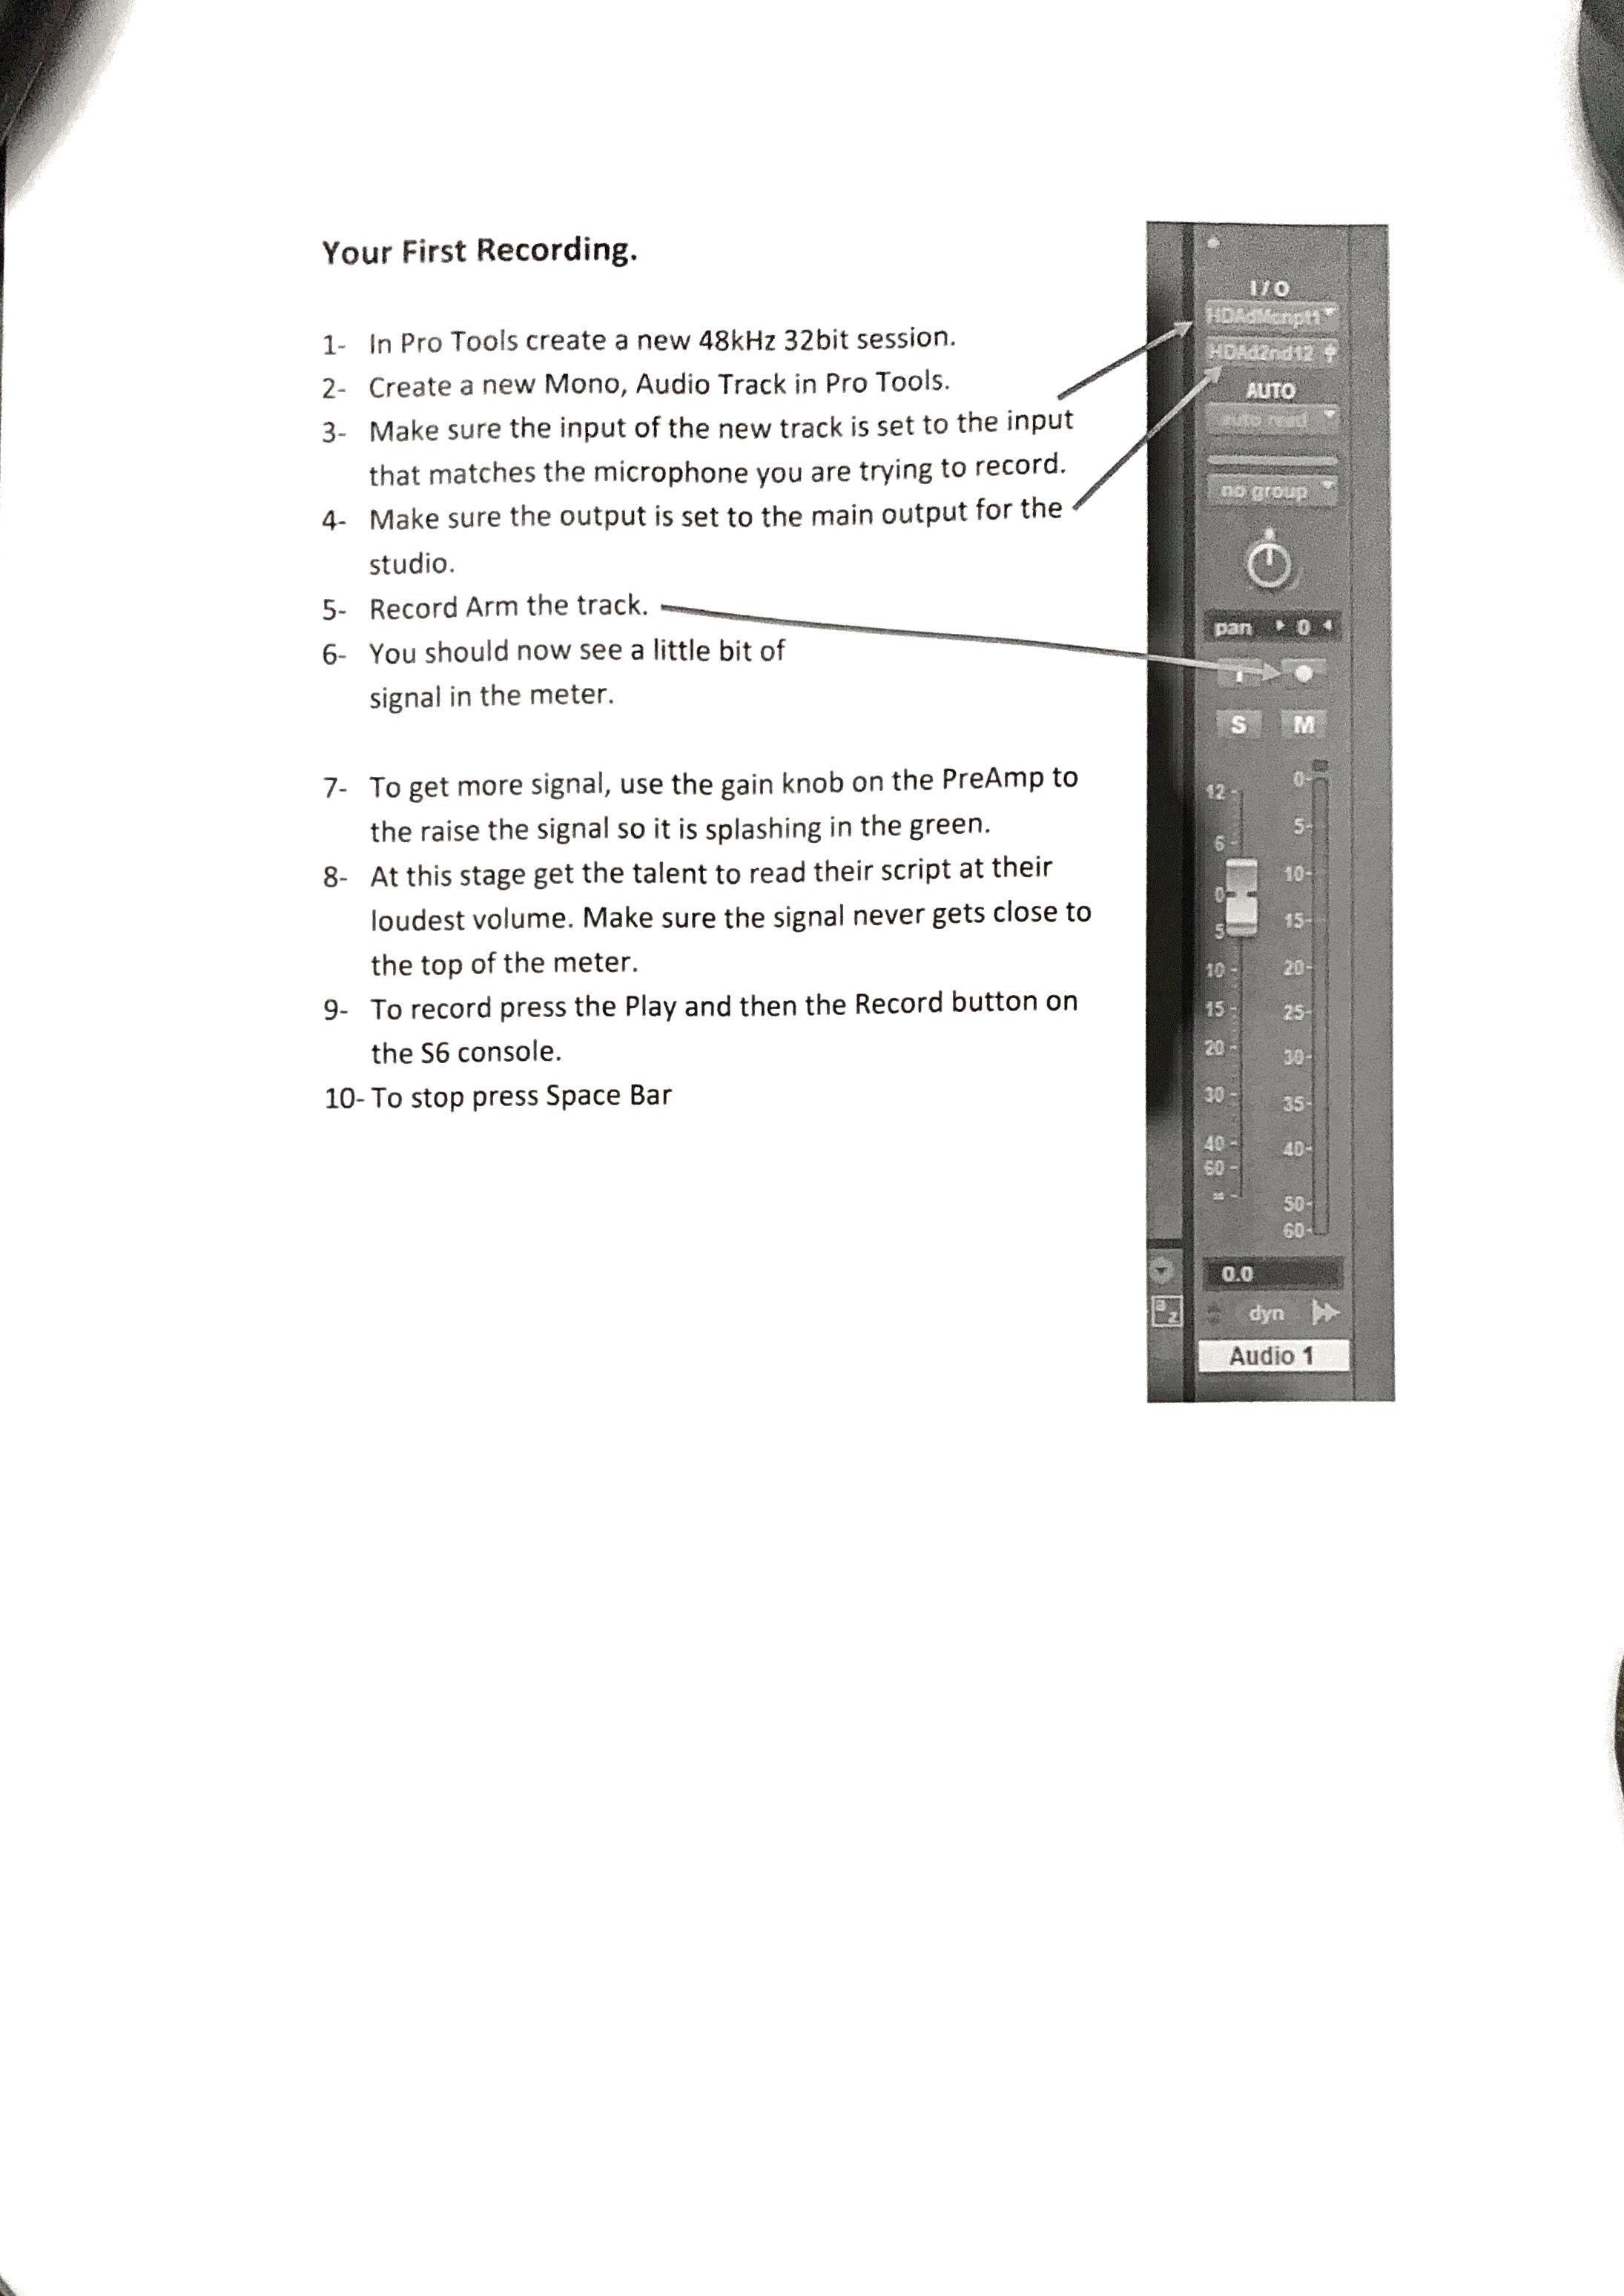 Your First Recording.
1- In Pro Tools create a new 48kHz 32bit session.
2- Create a new Mono, Audio Track in Pro Tools.
3- Make sure the input of the new track is set to the input
that matches the microphone you are trying to record.
4- Make sure the output is set to the main output for the
studio.
5- Record Arm the track.
6- You should now see a little bit of
signal in the meter.
7- To get more signal, use the gain knob on the PreAmp to
the raise the signal so it is splashing in the green.
8- At this stage get the talent to read their script at their
loudest volume. Make sure the signal never gets close to
the top of the meter.
9- To record press the Play and then the Record button on
the S6 console.
10- To stop press Space Bar
I/O
HDAd2nd12
AUTO
auto read
no group
pan 0
I
S M
12
6
0
5
10
15
20
30
40
60
∞
0
5
10
15
20
25
30
35
40
50
60
0.0
a z
dyn
Audio 1